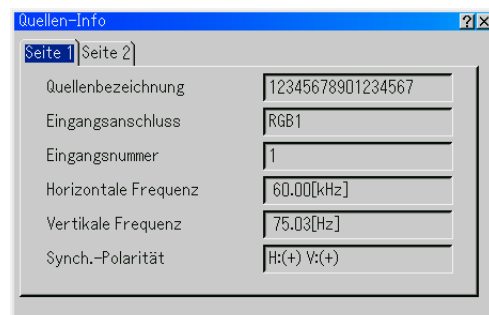 Quellen-Info
Seite 1 Seite 2
Quellenbezeichnung 12345678901234567
Eingangsanschluss RGB1
Eingangsnummer 1
Horizontale Frequenz 60.00[kHz]
Vertikale Frequenz 75.03[Hz]
Synch.-Polarität H:(+) V:(+)